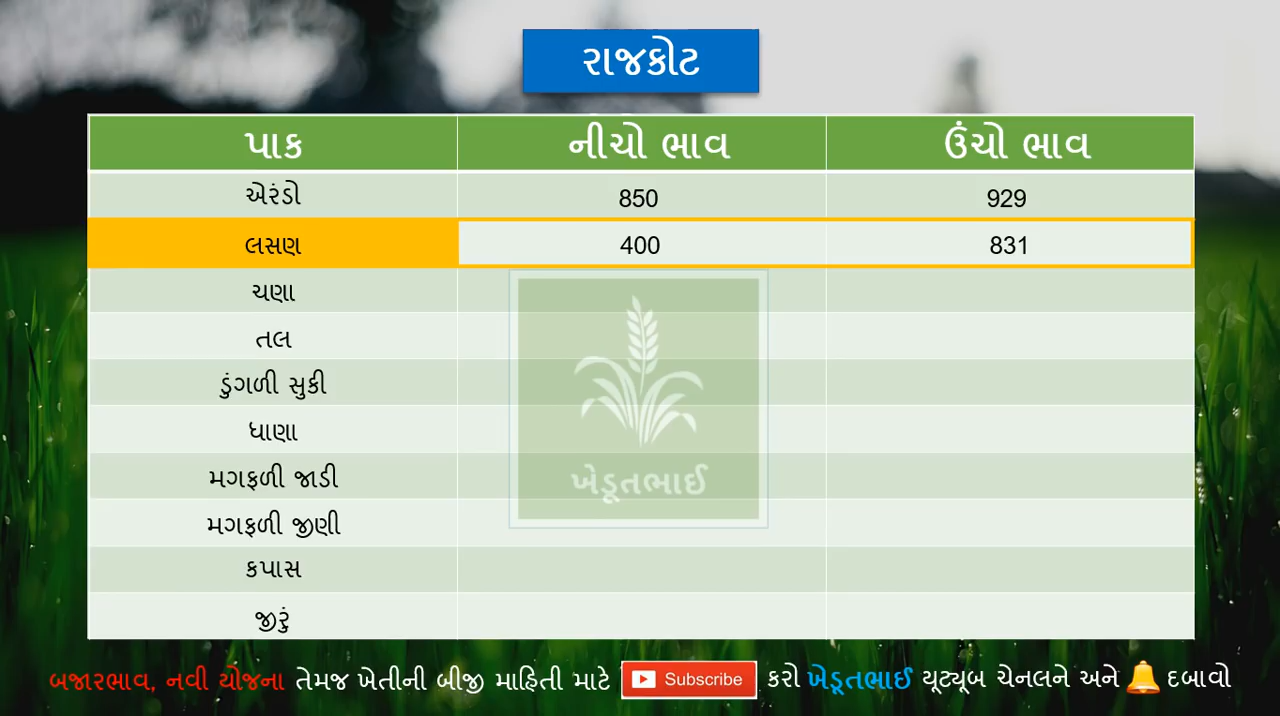 રાજકોટ
પાક નીચો ભાવ ઉંચો ભાવ
એરંડો 850 929
લસણ 400 831
ચણા
તલ
ડુંગળી સુકી
ધાણા
મગફળી જાડી
મગફળી જીણી
કપાસ
જીરું
ખેડૂતભાઈ
બજારભાવ, નવી યોજના તેમજ ખેતીની બીજી માહિતી માટે Subscribe કરો ખેડૂતભાઈ યૂટ્યૂબ ચેનલને અને દબાવો